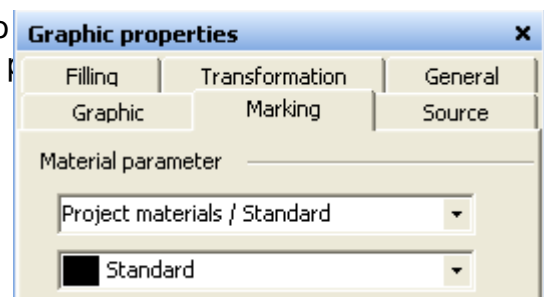 Graphic properties
Filling Transformation General
Graphic Marking Source
Material parameter
Project materials / Standard
Standard